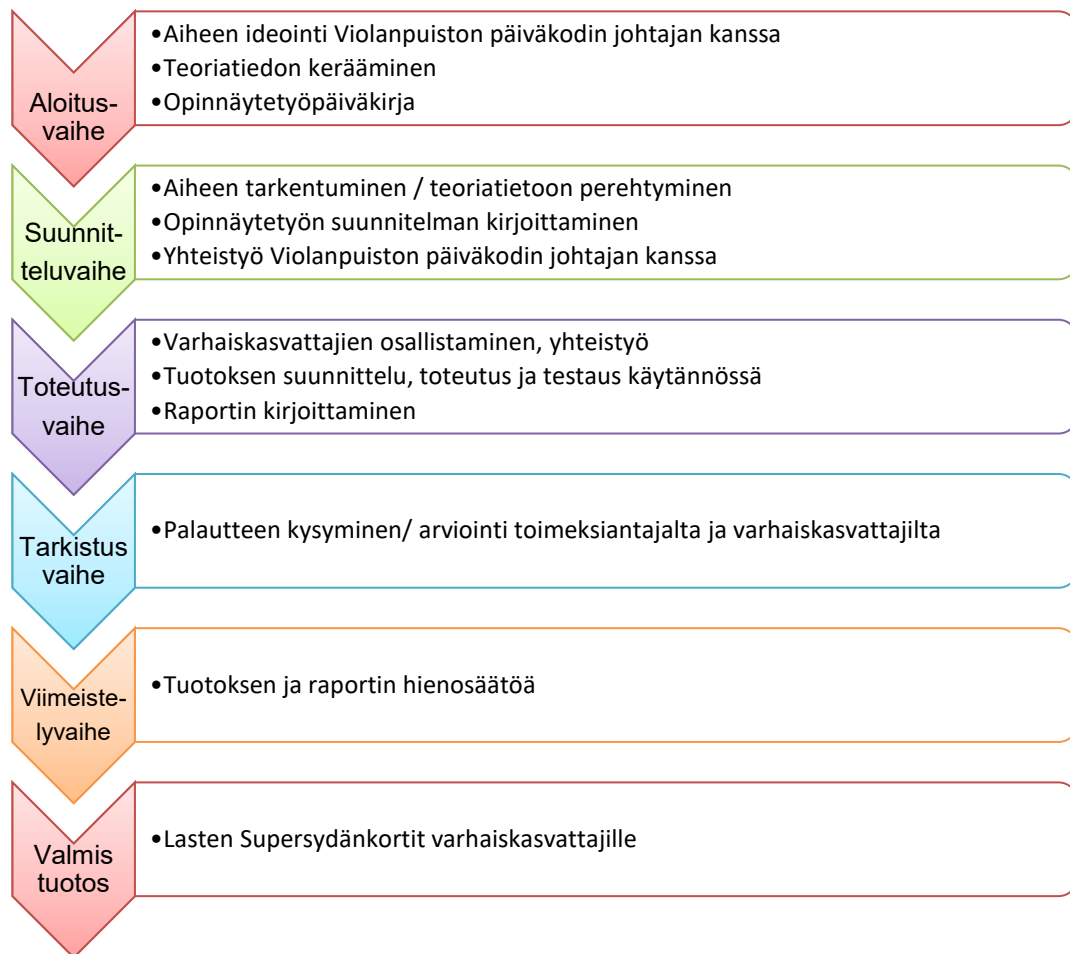 Aloitus-
vaihe
•Aiheen ideointi Violanpuiston päiväkodin johtajan kanssa
•Teoriatiedon kerääminen
•Opinnäytetyöpäiväkirja
Suunnit-
teluvaihe
•Aiheen tarkentuminen / teoriatietoon perehtyminen
•Opinnäytetyön suunnitelman kirjoittaminen
•Yhteistyö Violanpuiston päiväkodin johtajan kanssa
Toteutus-
vaihe
•Varhaiskasvattajien osallistaminen, yhteistyö
•Tuotoksen suunnittelu, toteutus ja testaus käytännössä
•Raportin kirjoittaminen
Tarkistus
vaihe
•Palautteen kysyminen/ arviointi toimeksiantajalta ja varhaiskasvattajilta
Viimeiste-
lyvaihe
•Tuotoksen ja raportin hienosäätöä
Valmis
tuotos
•Lasten Supersydänkortit varhaiskasvattajille